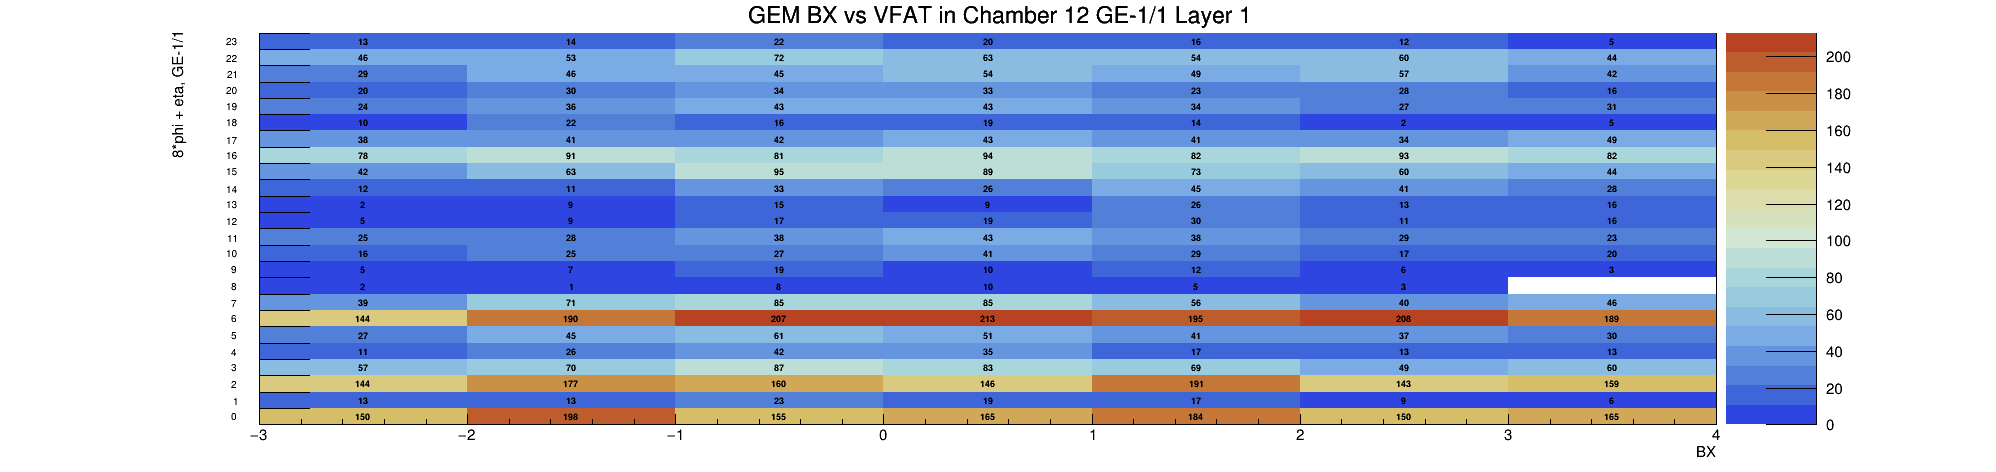 GEM BX vs VFAT in Chamber 12 GE-1/1 Layer 1
8*phi + eta, GE-1/1
23 13 14 22 20 16 12 5
22 46 53 72 63 54 60 44
21 29 46 45 54 49 57 42
20 20 30 34 33 23 28 16
19 24 36 43 43 34 27 31
18 10 22 16 19 14 2 5
17 38 41 42 43 41 34 49
16 78 91 81 94 82 93 82
15 42 63 95 89 73 60 44
14 12 11 33 26 45 41 28
13 2 9 15 9 26 13 16
12 5 9 17 19 30 11 16
11 25 28 38 43 38 29 23
10 16 25 27 41 29 17 20
9 5 7 19 10 12 6 3
8 2 1 8 10 5 3
7 39 71 85 85 56 40 46
6 144 190 207 213 195 208 189
5 27 45 61 51 41 37 30
4 11 26 42 35 17 13 13
3 57 70 87 83 69 49 60
2 144 177 160 146 191 143 159
1 13 13 23 19 17 9 6
0 150 198 155 165 184 150 165
−3 −2 −1 0 1 2 3 4
BX
200
180
160
140
120
100
80
60
40
20
0